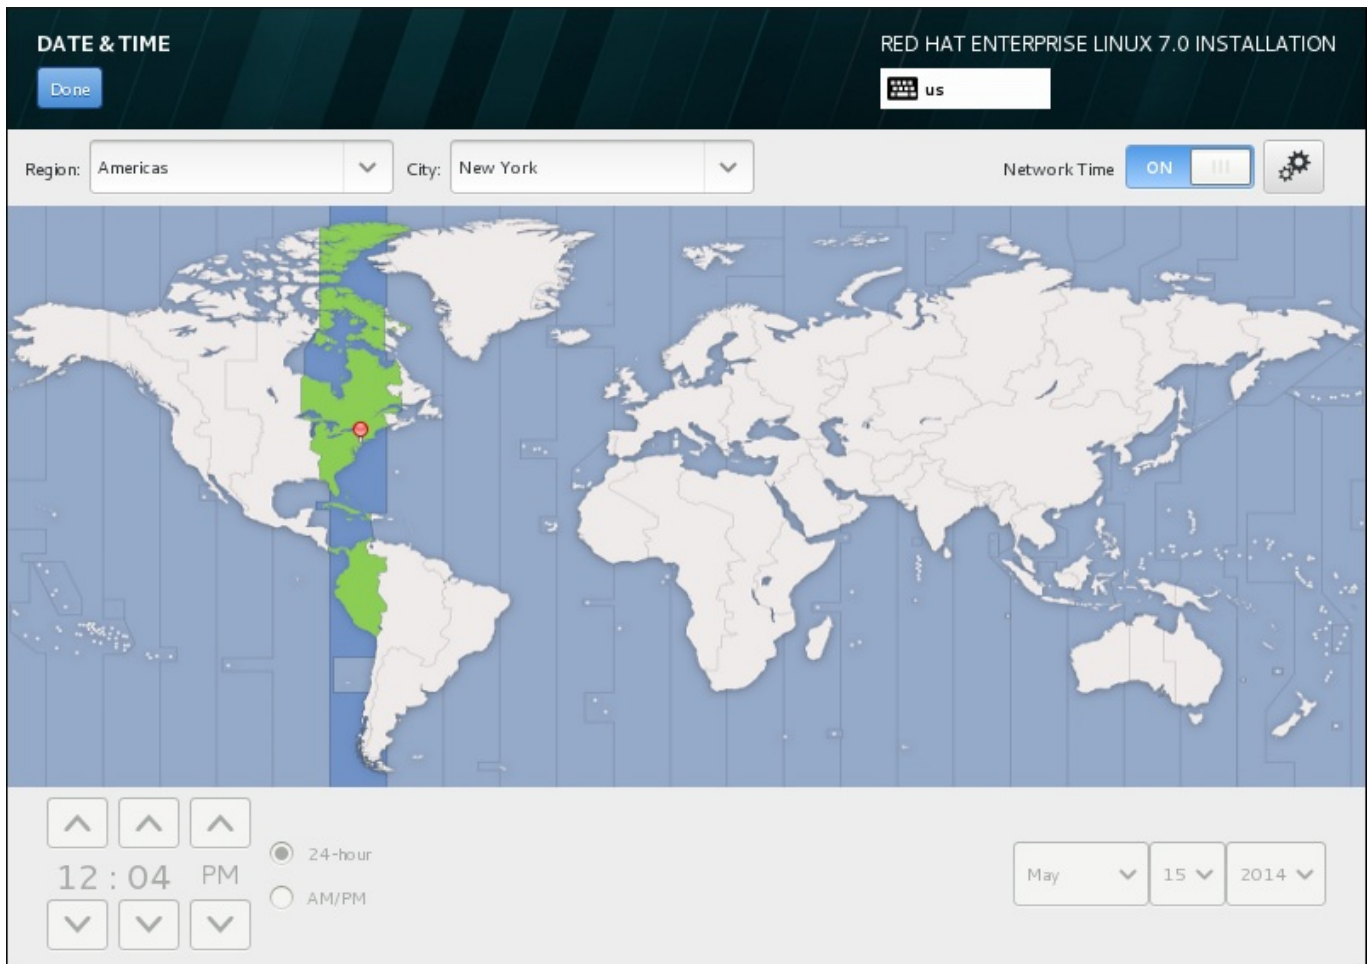 DATE & TIME
RED HAT ENTERPRISE LINUX 7.0 INSTALLATION
Done
us
Region: Americas City: New York Network Time ON
12 : 04 PM
24-hour
AM/PM
May 15 2014